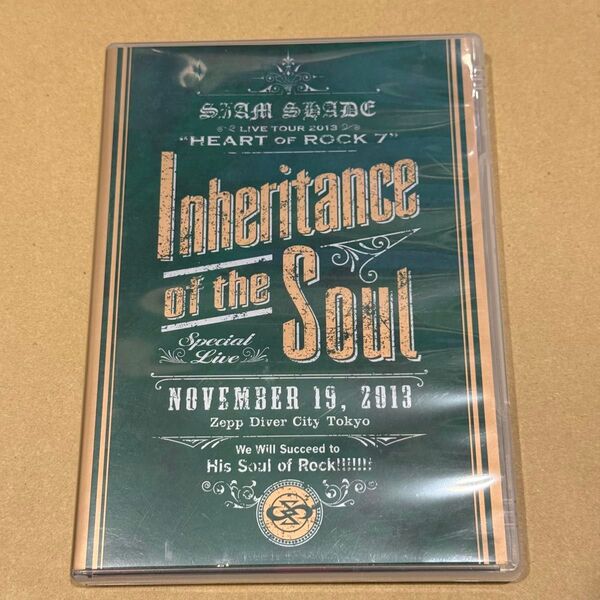 SIAM SHADE
LIVE TOUR 2013
"HEART OF ROCK 7"
Inheritance
of the Soul
Special
Live
NOVEMBER 19, 2013
Zepp Diver City Tokyo
We Will Succeed to
His Soul of Rock!!!!!!!